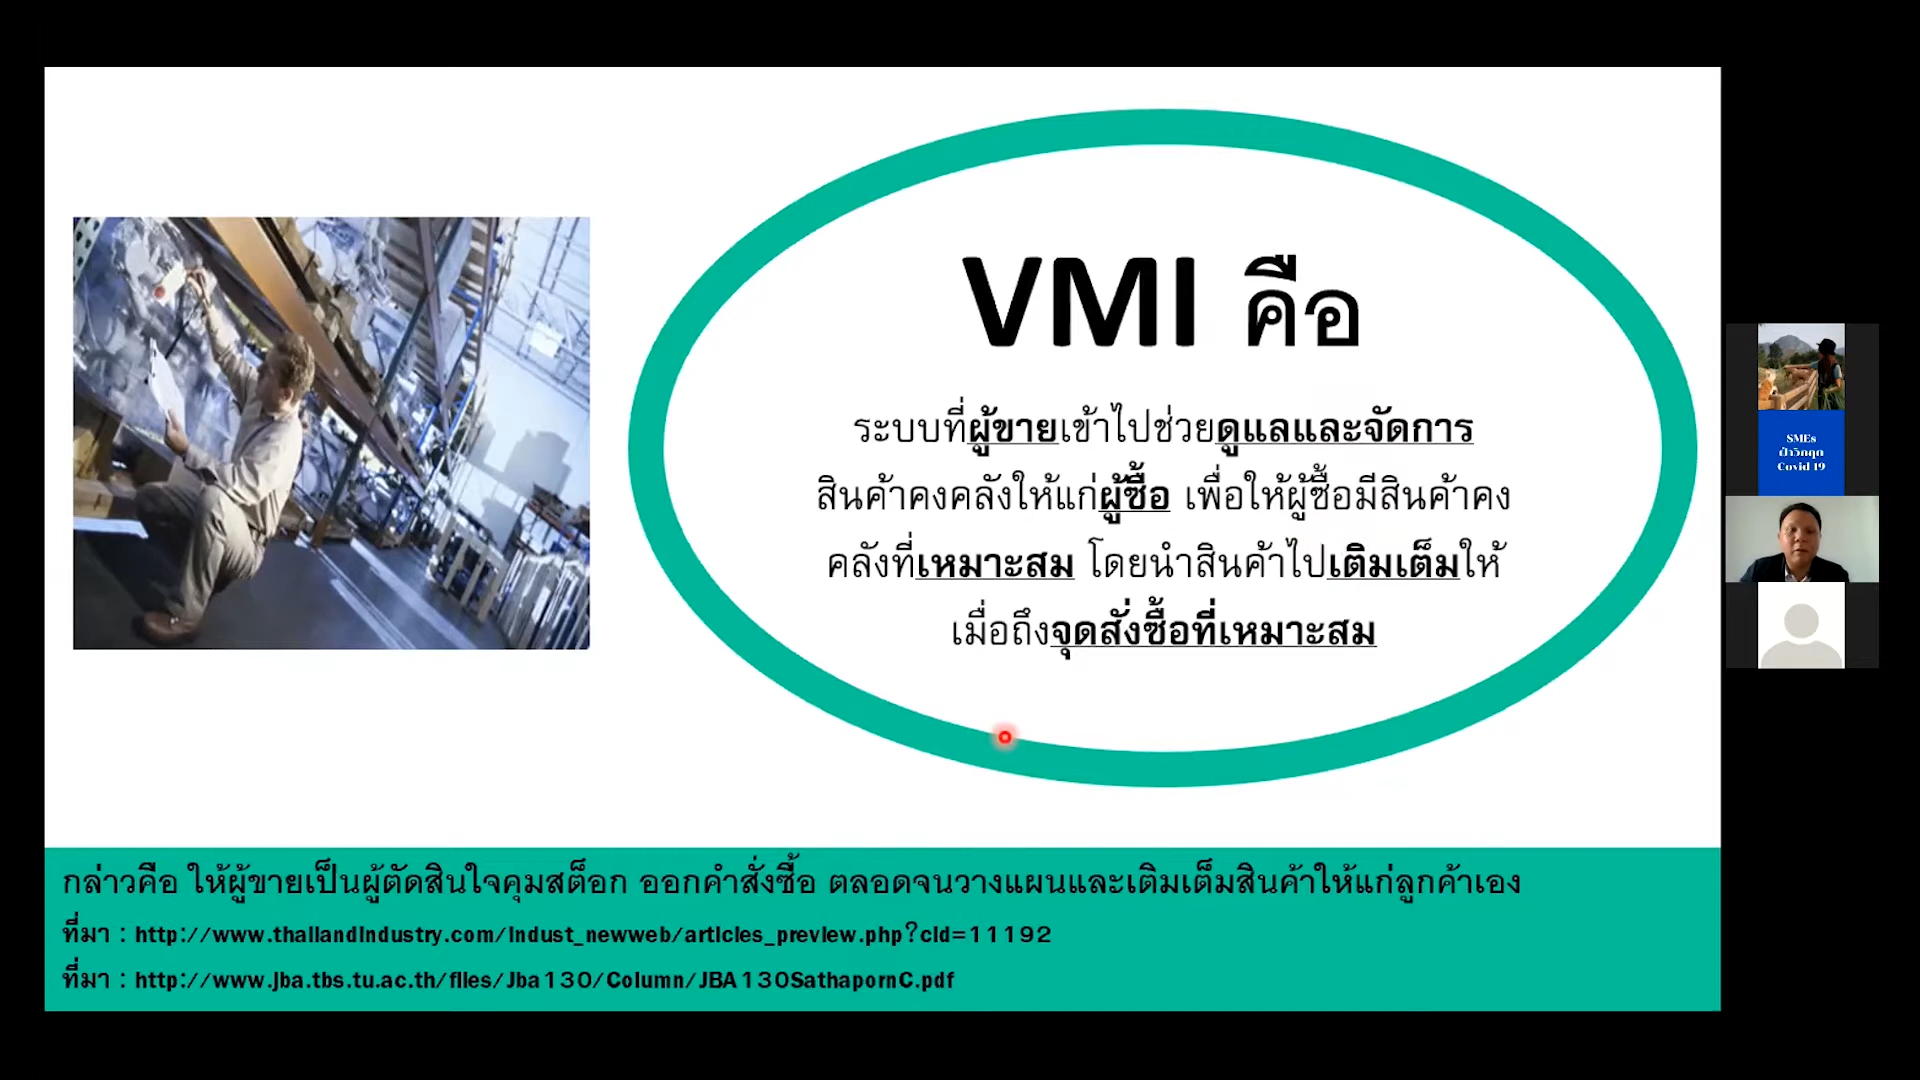 VMI คือ
ระบบที่ผู้ขายเข้าไปช่วยดูแลและจัดการ
สินค้าคงคลังให้แก่ผู้ซื้อ เพื่อให้ผู้ซื้อมีสินค้าคง
คลังที่เหมาะสม โดยนำสินค้าไปเติมเต็มให้
เมื่อถึงจุดสั่งซื้อที่เหมาะสม
กล่าวคือ ให้ผู้ขายเป็นผู้ตัดสินใจคุมสต็อก ออกคำสั่งซื้อ ตลอดจนวางแผนและเติมเต็มสินค้าให้แก่ลูกค้าเอง
ที่มา : http://www.thailandindustry.com/indust_newweb/articles_preview.php?cid=11192
ที่มา : http://www.jba.tbs.tu.ac.th/files/Jba130/Column/JBA130SathapornC.pdf
SMEs
ฝ่าวิกฤต
Covid 19